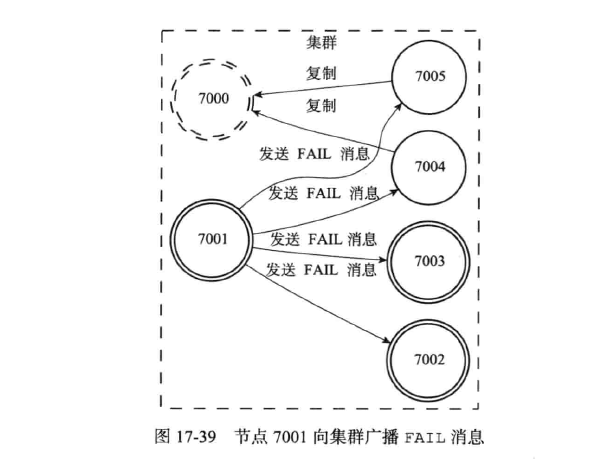 集群
7005
复制
7000
复制
发送 FAIL 消息
7004
发送 FAIL 消息
7001
发送 FAIL 消息
7003
发送 FAIL 消息
7002
图 17-39 节点 7001 向集群广播 FAIL 消息